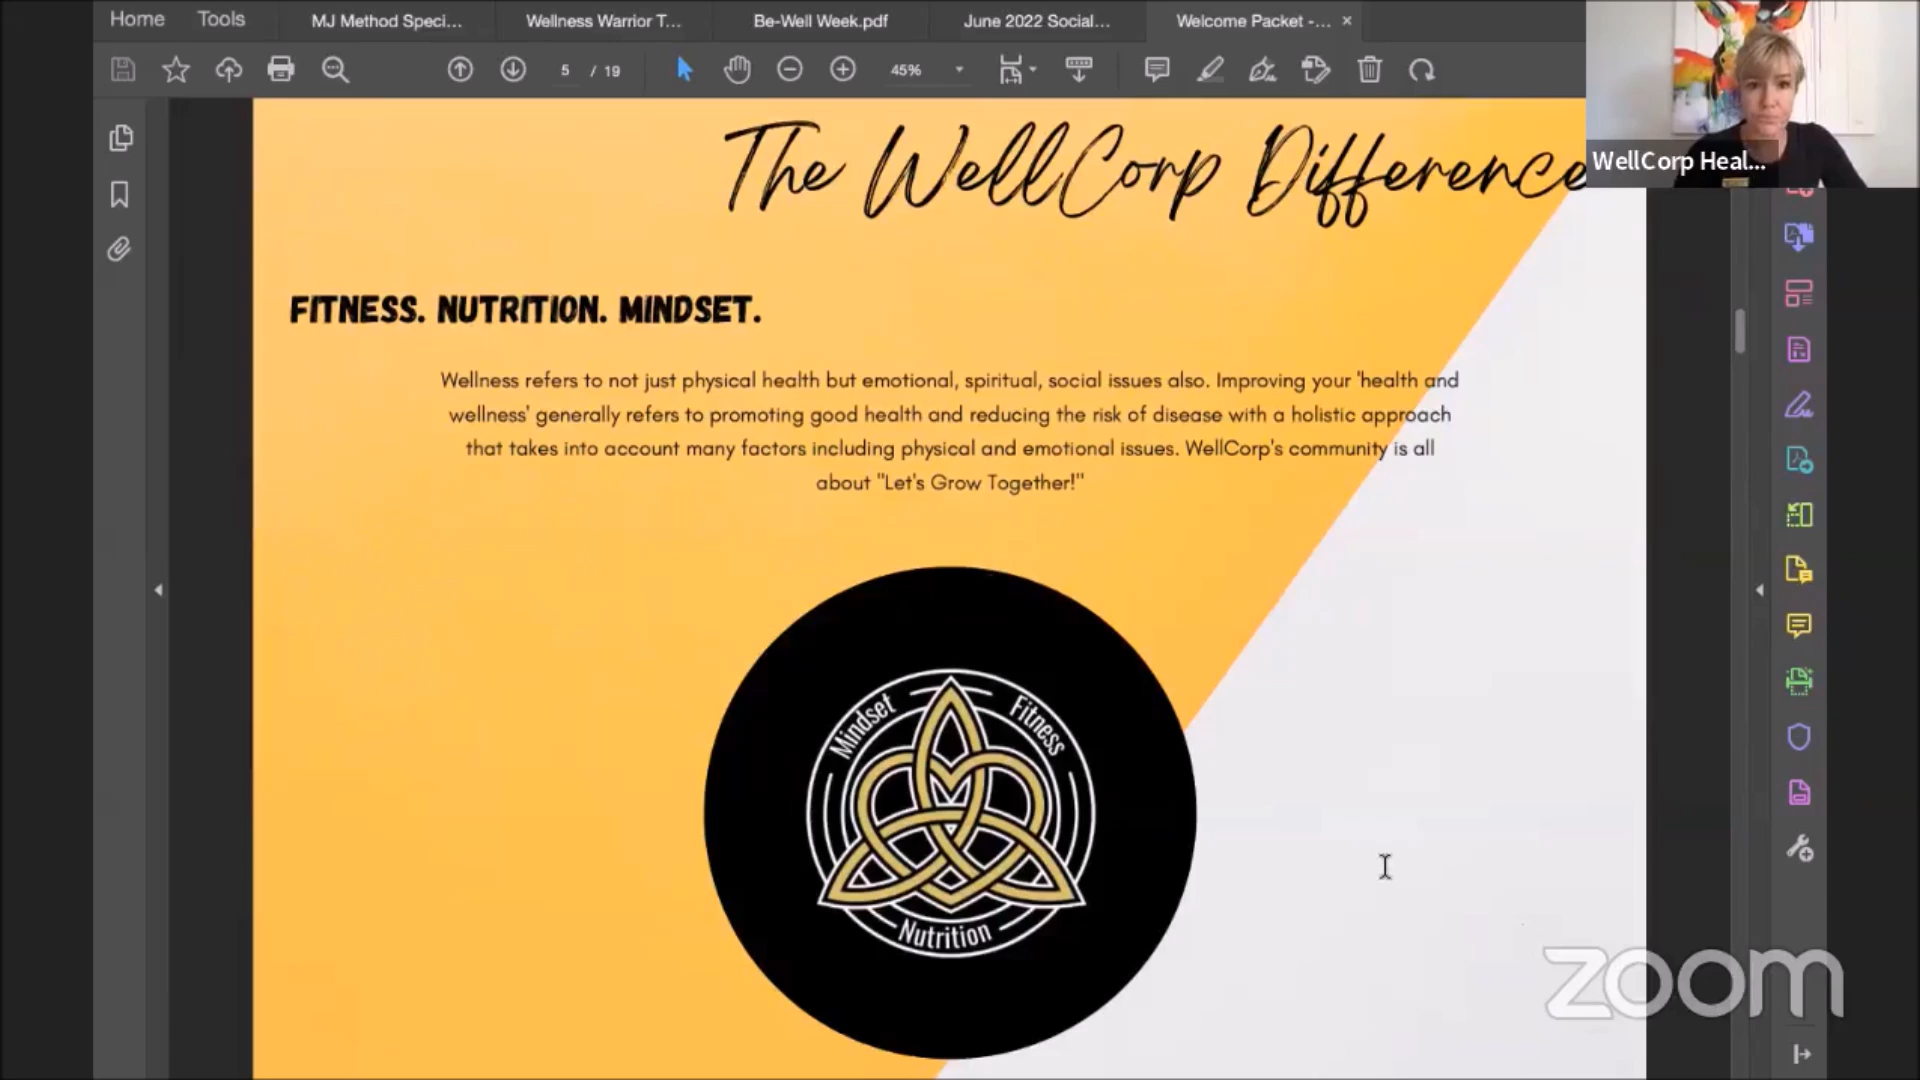 Home Tools MJ Method Speci... Wellness Warrior T... Be-Well Week.pdf June 2022 Social... Welcome Packet -... ×
5 / 19 45%
WellCorp Heal...
The WellCorp Difference
FITNESS. NUTRITION. MINDSET.
Wellness refers to not just physical health but emotional, spiritual, social issues also. Improving your 'health and
wellness' generally refers to promoting good health and reducing the risk of disease with a holistic approach
that takes into account many factors including physical and emotional issues. WellCorp's community is all
about "Let's Grow Together!"
Mindset
Fitness
Nutrition
zoom